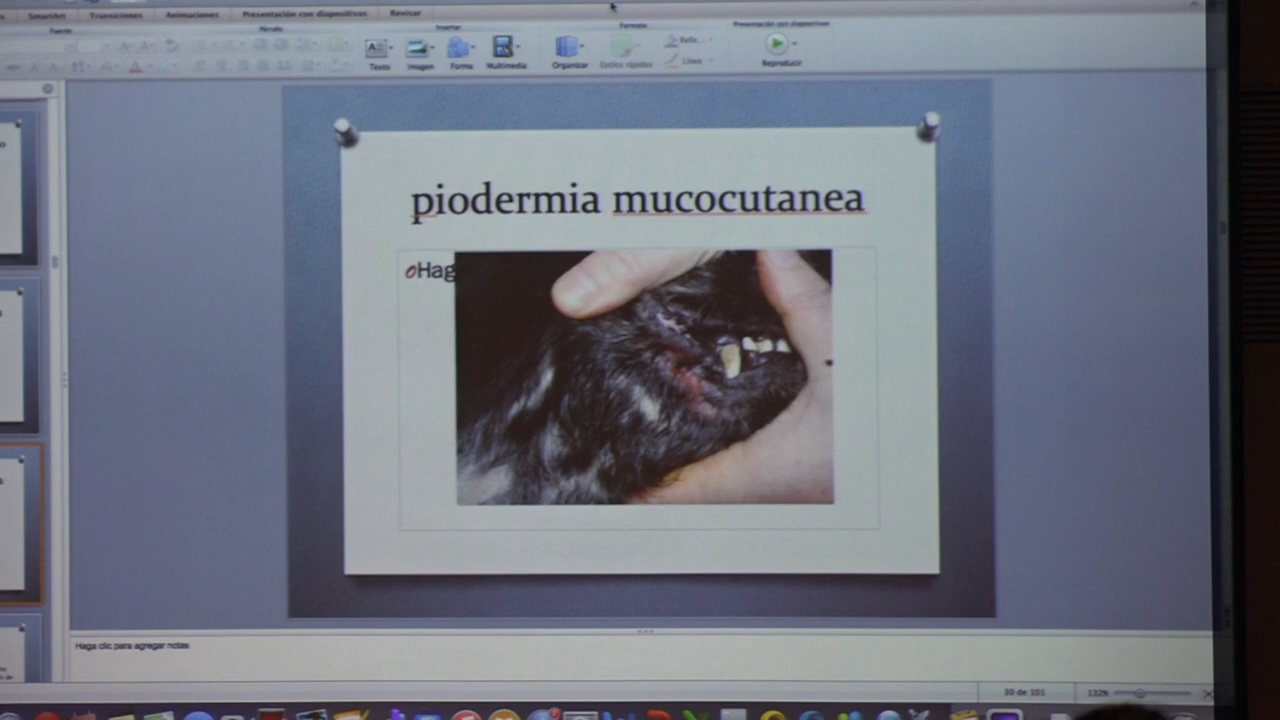 SmartArt Transiciones Animaciones Presentación con diapositivas Revisar
Fuente Párrafo Insertar Formato Presentación con diapositivas
Texto Imagen Forma Multimedia Organizar Estilos rápidos Línea Reproducir
piodermia mucocutanea
Hag
Haga clic para agregar notas
30 de 101 132%